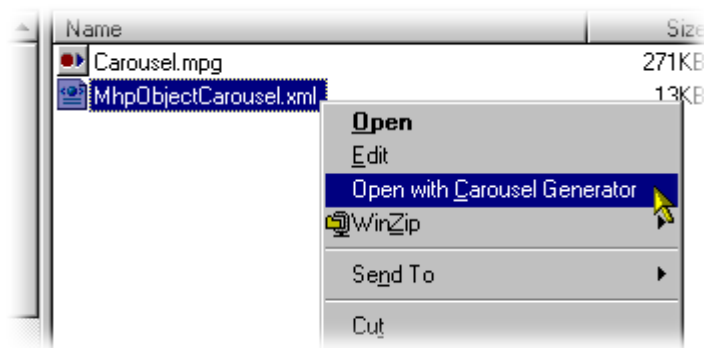 Name Size
Carousel.mpg 271KB
MhpObjectCarousel.xml 13KB
Open
Edit
Open with Carousel Generator
WinZip
Send To
Cut